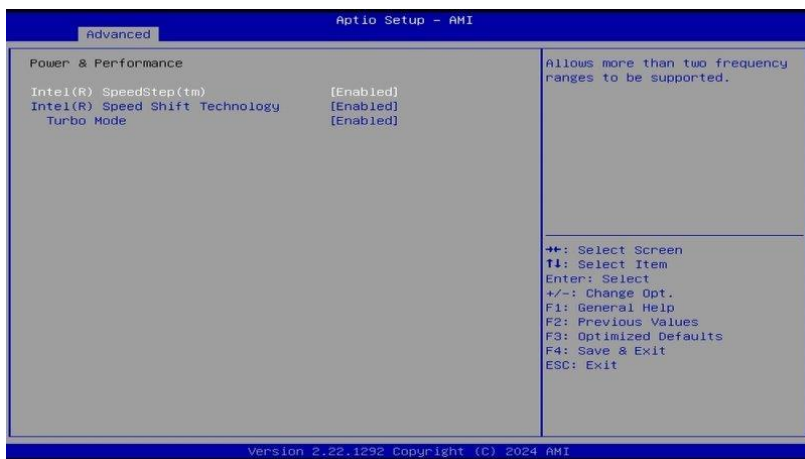 Aptio Setup - AMI
Advanced
Power & Performance
Intel(R) SpeedStep(tm) [Enabled]
Intel(R) Speed Shift Technology [Enabled]
Turbo Mode [Enabled]
Allows more than two frequency
ranges to be supported.
→←: Select Screen
↑↓: Select Item
Enter: Select
+/-: Change Opt.
F1: General Help
F2: Previous Values
F3: Optimized Defaults
F4: Save & Exit
ESC: Exit
Version 2.22.1292 Copyright (C) 2024 AMI